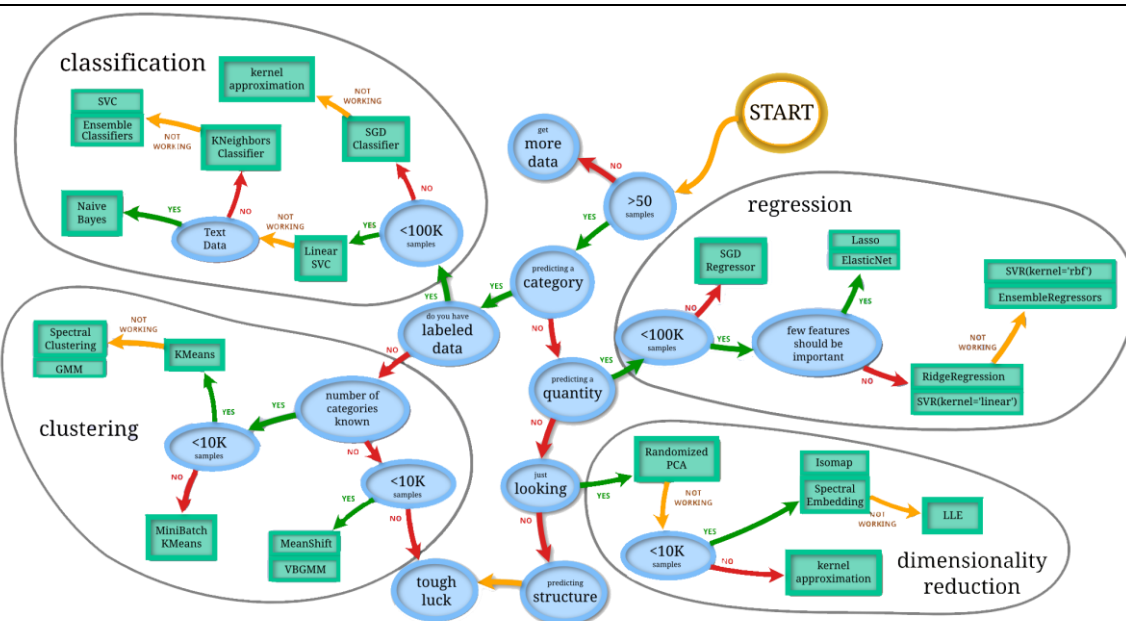 classification
kernel
approximation
NOT
WORKING
SVC
Ensemble
Classifiers
NOT
WORKING
KNeighbors
Classifier
SGD
Classifier
NO
Naive
Bayes
YES
Text
Data
NO
NOT
WORKING
Linear
SVC
YES
<100K
samples
YES
START
get
more
data
NO
>50
samples
YES
predicting a
category
YES
NO
do you have
labeled
data
NO
predicting a
quantity
YES
NO
just
looking
YES
NO
predicting
structure
tough
luck
regression
SGD
Regressor
NO
<100K
samples
YES
few features
should be
important
YES
Lasso
ElasticNet
SVR(kernel='rbf')
EnsembleRegressors
NOT
WORKING
NO
RidgeRegression
SVR(kernel='linear')
clustering
Spectral
Clustering
GMM
NOT
WORKING
KMeans
YES
<10K
samples
NO
MiniBatch
KMeans
YES
number of
categories
known
NO
<10K
samples
YES
NO
MeanShift
VBGMM
Randomized
PCA
NOT
WORKING
<10K
samples
YES
NO
Isomap
Spectral
Embedding
NOT
WORKING
LLE
kernel
approximation
dimensionality
reduction